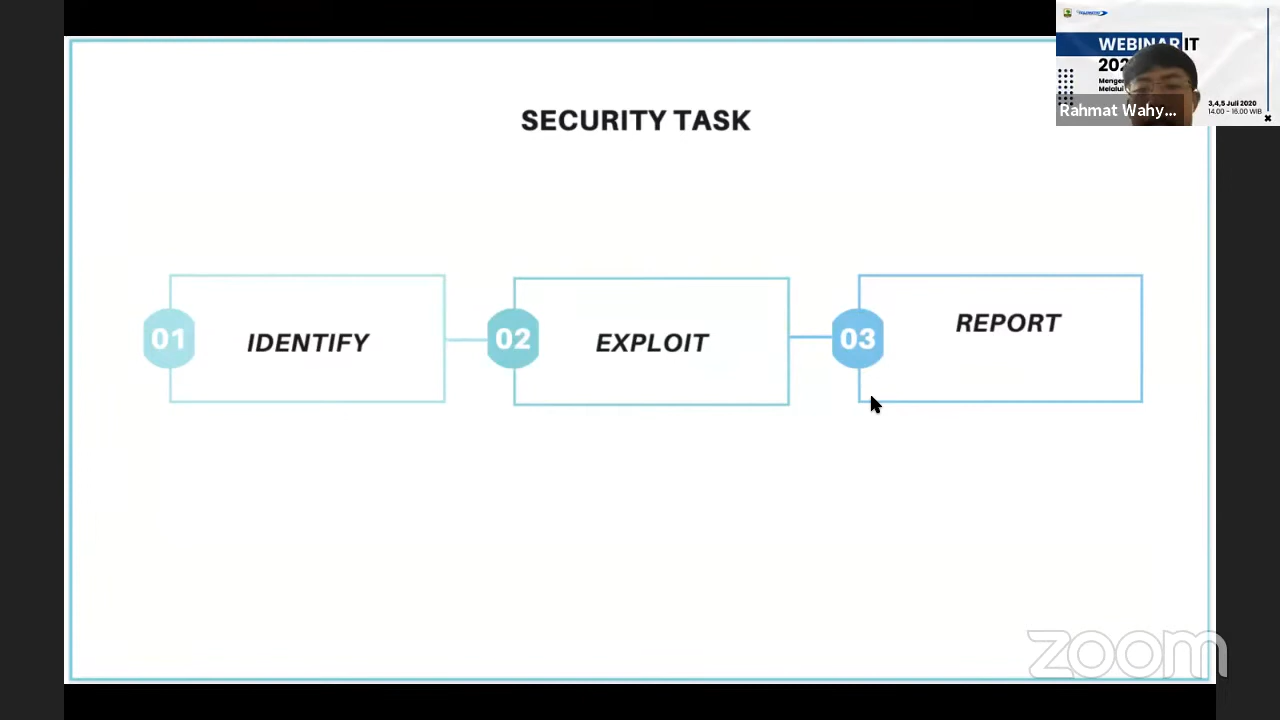 SECURITY TASK
01
IDENTIFY
02
EXPLOIT
03
REPORT
WEBINAR IT
Rahmat Wahy...
3,4,5 Juli 2020
14.00 - 16.00 WIB
zoom